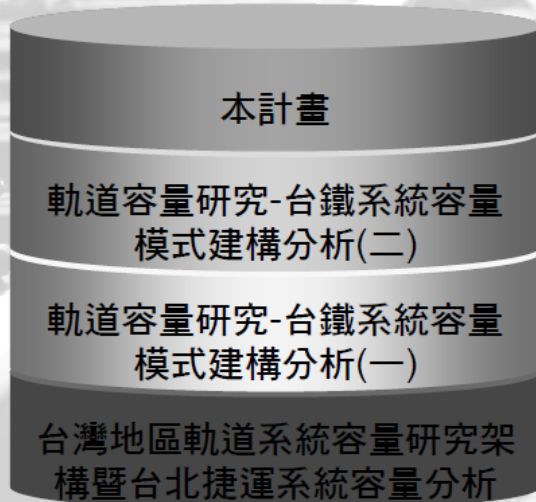 本計畫
軌道容量研究-台鐵系統容量
模式建構分析(二)
軌道容量研究-台鐵系統容量
模式建構分析(一)
台灣地區軌道系統容量研究架
構暨台北捷運系統容量分析